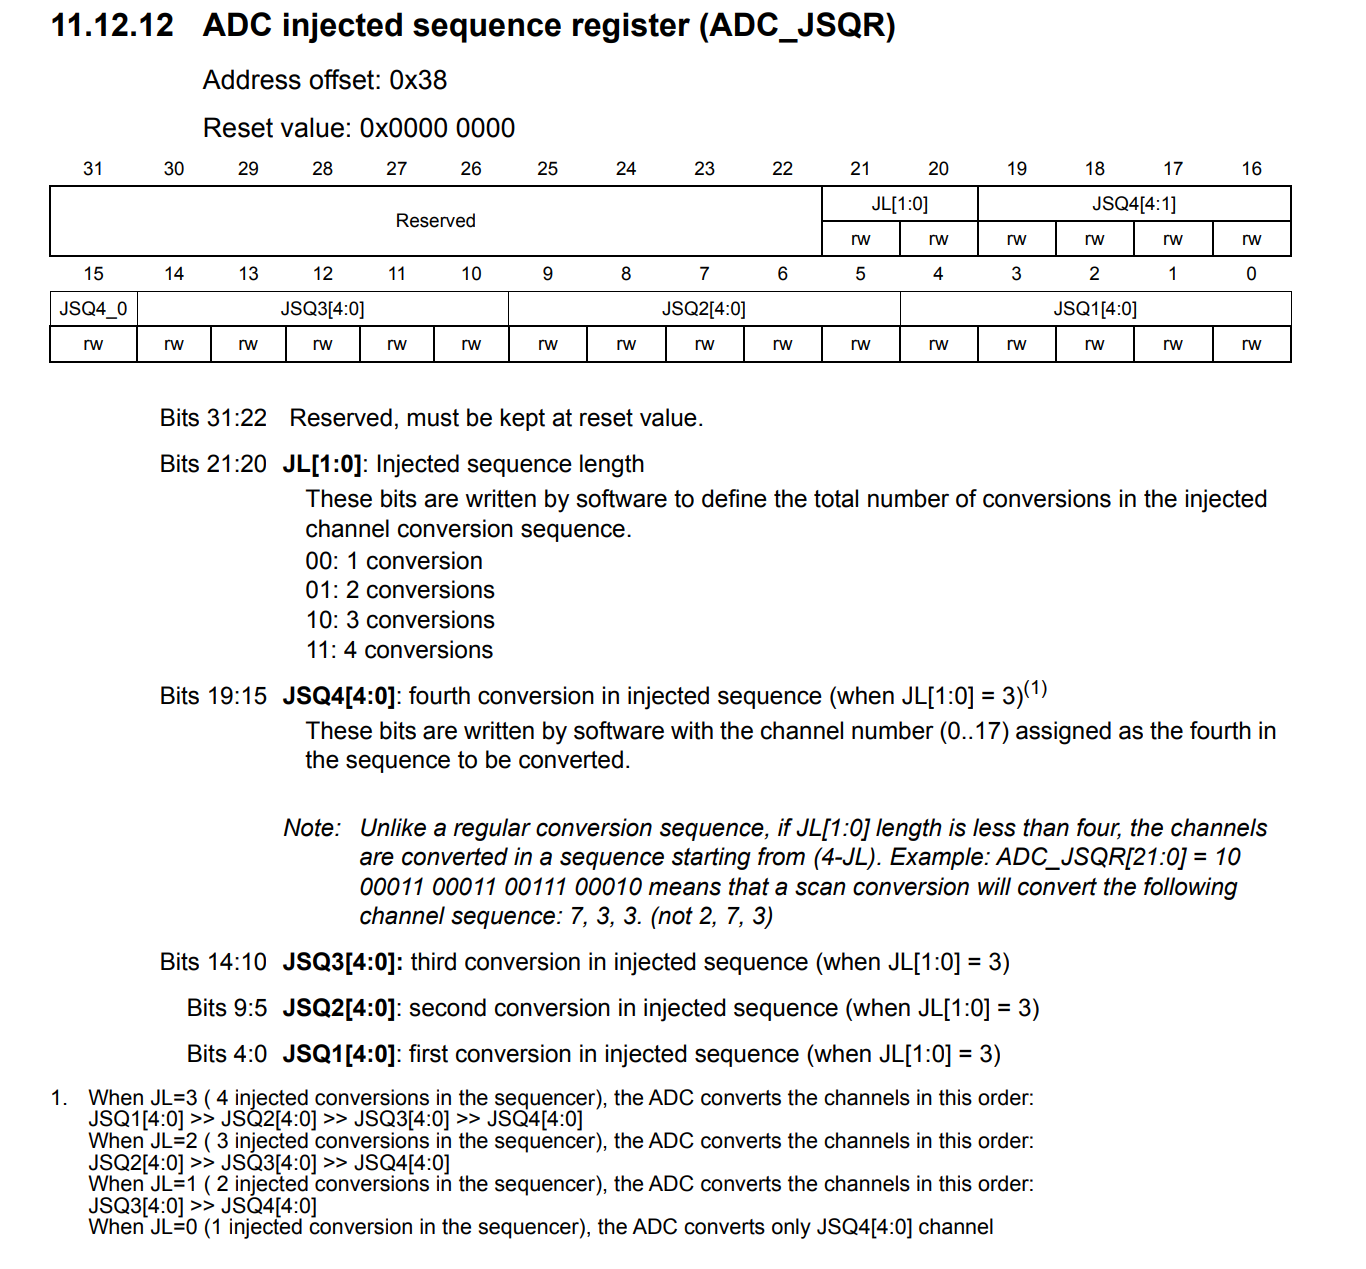 11.12.12 ADC injected sequence register (ADC_JSQR)
Address offset: 0x38
Reset value: 0x0000 0000
31 30 29 28 27 26 25 24 23 22 21 20 19 18 17 16
Reserved JL[1:0] JSQ4[4:1]
rw rw rw rw rw rw
15 14 13 12 11 10 9 8 7 6 5 4 3 2 1 0
JSQ4_0 JSQ3[4:0] JSQ2[4:0] JSQ1[4:0]
rw rw rw rw rw rw rw rw rw rw rw rw rw rw rw rw
Bits 31:22 Reserved, must be kept at reset value.
Bits 21:20 JL[1:0]: Injected sequence length
These bits are written by software to define the total number of conversions in the injected
channel conversion sequence.
00: 1 conversion
01: 2 conversions
10: 3 conversions
11: 4 conversions
Bits 19:15 JSQ4[4:0]: fourth conversion in injected sequence (when JL[1:0] = 3)(1)
These bits are written by software with the channel number (0..17) assigned as the fourth in
the sequence to be converted.
Note: Unlike a regular conversion sequence, if JL[1:0] length is less than four, the channels
are converted in a sequence starting from (4-JL). Example: ADC_JSQR[21:0] = 10
00011 00011 00111 00010 means that a scan conversion will convert the following
channel sequence: 7, 3, 3. (not 2, 7, 3)
Bits 14:10 JSQ3[4:0]: third conversion in injected sequence (when JL[1:0] = 3)
Bits 9:5 JSQ2[4:0]: second conversion in injected sequence (when JL[1:0] = 3)
Bits 4:0 JSQ1[4:0]: first conversion in injected sequence (when JL[1:0] = 3)
1. When JL=3 ( 4 injected conversions in the sequencer), the ADC converts the channels in this order:
JSQ1[4:0] >> JSQ2[4:0] >> JSQ3[4:0] >> JSQ4[4:0]
When JL=2 ( 3 injected conversions in the sequencer), the ADC converts the channels in this order:
JSQ2[4:0] >> JSQ3[4:0] >> JSQ4[4:0]
When JL=1 ( 2 injected conversions in the sequencer), the ADC converts the channels in this order:
JSQ3[4:0] >> JSQ4[4:0]
When JL=0 (1 injected conversion in the sequencer), the ADC converts only JSQ4[4:0] channel